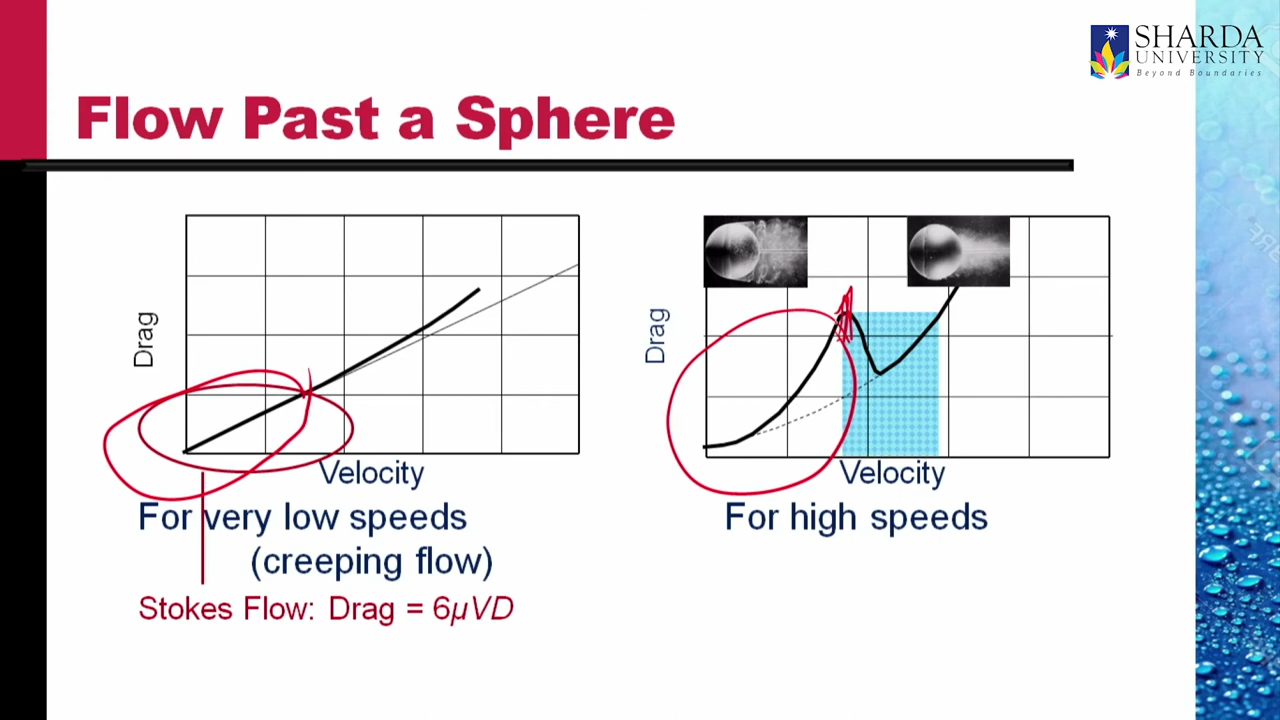 SHARDA
UNIVERSITY
Beyond Boundaries
Flow Past a Sphere
Drag
Velocity
For very low speeds
(creeping flow)
Stokes Flow: Drag = 6µVD
Drag
Velocity
For high speeds